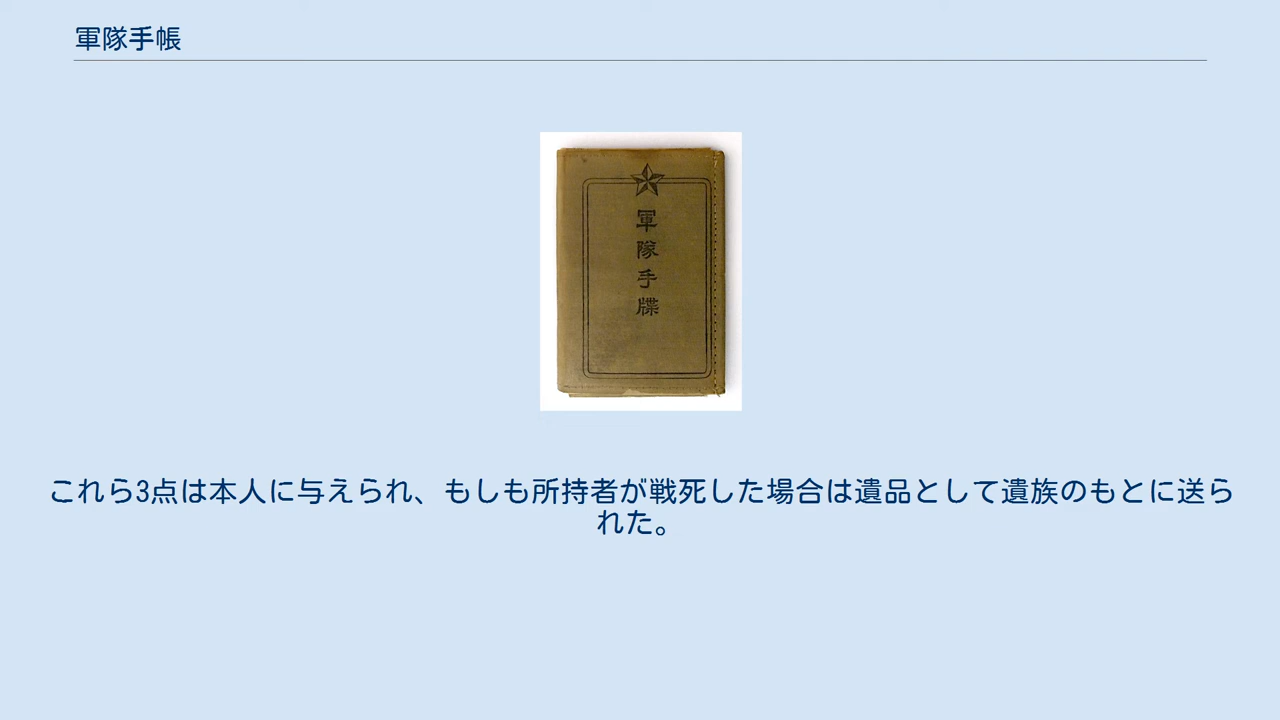 軍隊手帳
軍隊手牒
これら3点は本人に与えられ、もしも所持者が戦死した場合は遺品として遺族のもとに送ら
れた。